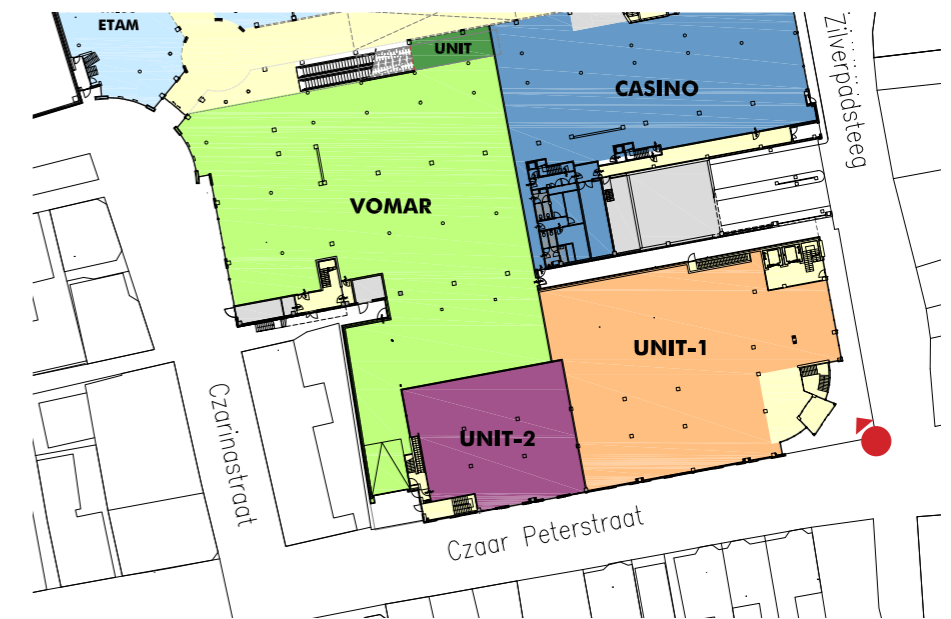 ETAM
UNIT
CASINO
Zilverpadsteeg
VOMAR
UNIT-1
UNIT-2
Czarinastraat
Czaar Peterstraat